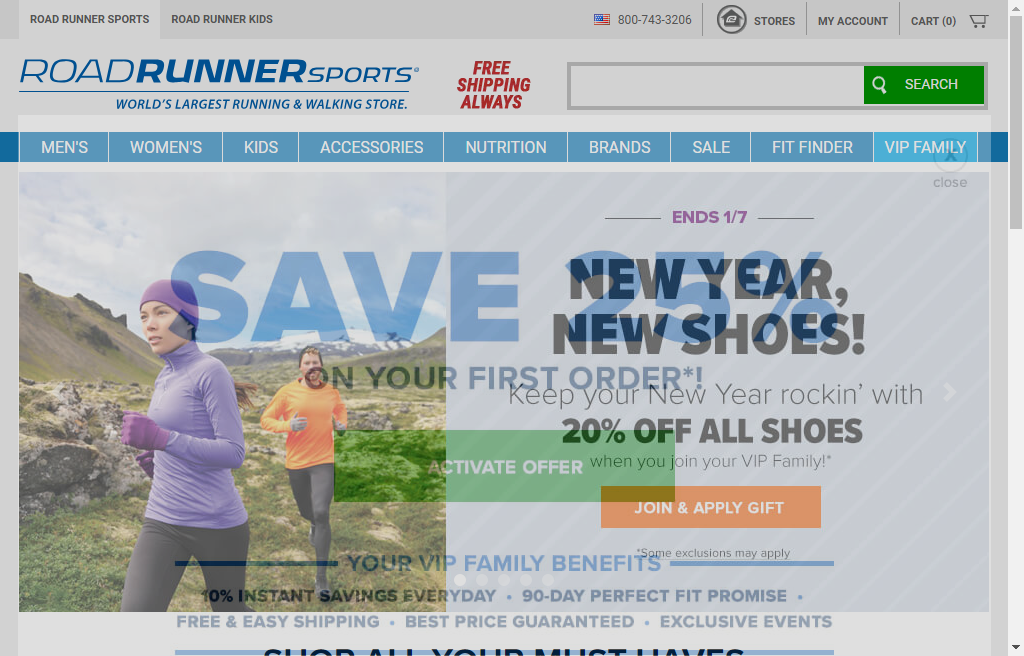 ROAD RUNNER SPORTS
ROAD RUNNER KIDS
800-743-3206
STORES
MY ACCOUNT
CART (0)
ROADRUNNERSPORTS®
WORLD'S LARGEST RUNNING & WALKING STORE.
FREE
SHIPPING
ALWAYS
SEARCH
MEN'S
WOMEN'S
KIDS
ACCESSORIES
NUTRITION
BRANDS
SALE
FIT FINDER
VIP FAMILY
X
close
ENDS 1/7
SAVE 25%
NEW YEAR,
NEW SHOES!
ON YOUR FIRST ORDER*!
Keep your New Year rockin' with
20% OFF ALL SHOES
when you join your VIP Family!*
ACTIVATE OFFER
JOIN & APPLY GIFT
*Some exclusions may apply
YOUR VIP FAMILY BENEFITS
10% INSTANT SAVINGS EVERYDAY • 90-DAY PERFECT FIT PROMISE •
FREE & EASY SHIPPING • BEST PRICE GUARANTEED • EXCLUSIVE EVENTS
SHOP ALL YOUR MUST HAVES